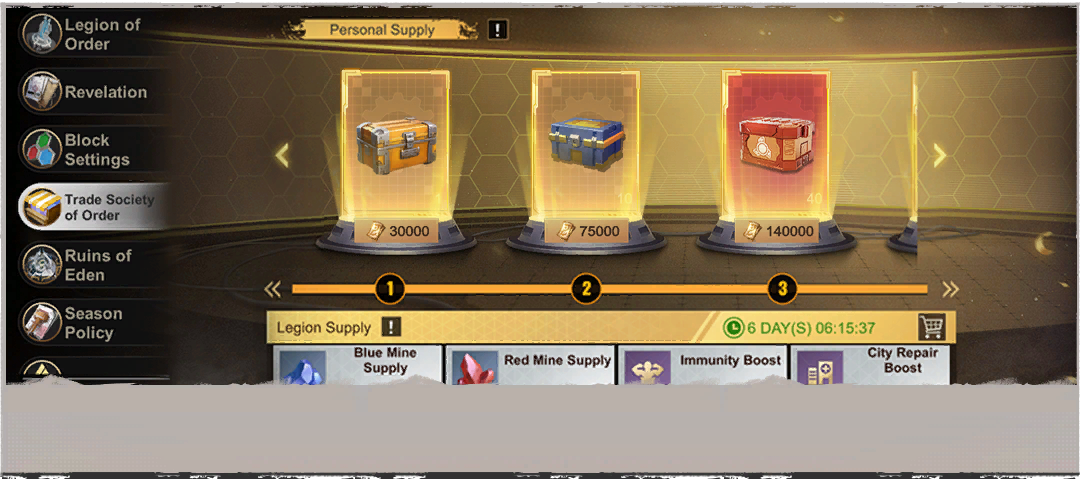 Legion of
Order
Revelation
Block
Settings
Trade Society
of Order
Ruins of
Eden
Season
Policy
Personal Supply !
10
40
30000
75000
140000
1
2
3
Legion Supply !
6 DAY(S) 06:15:37
Blue Mine
Supply
Red Mine Supply
Immunity Boost
City Repair
Boost